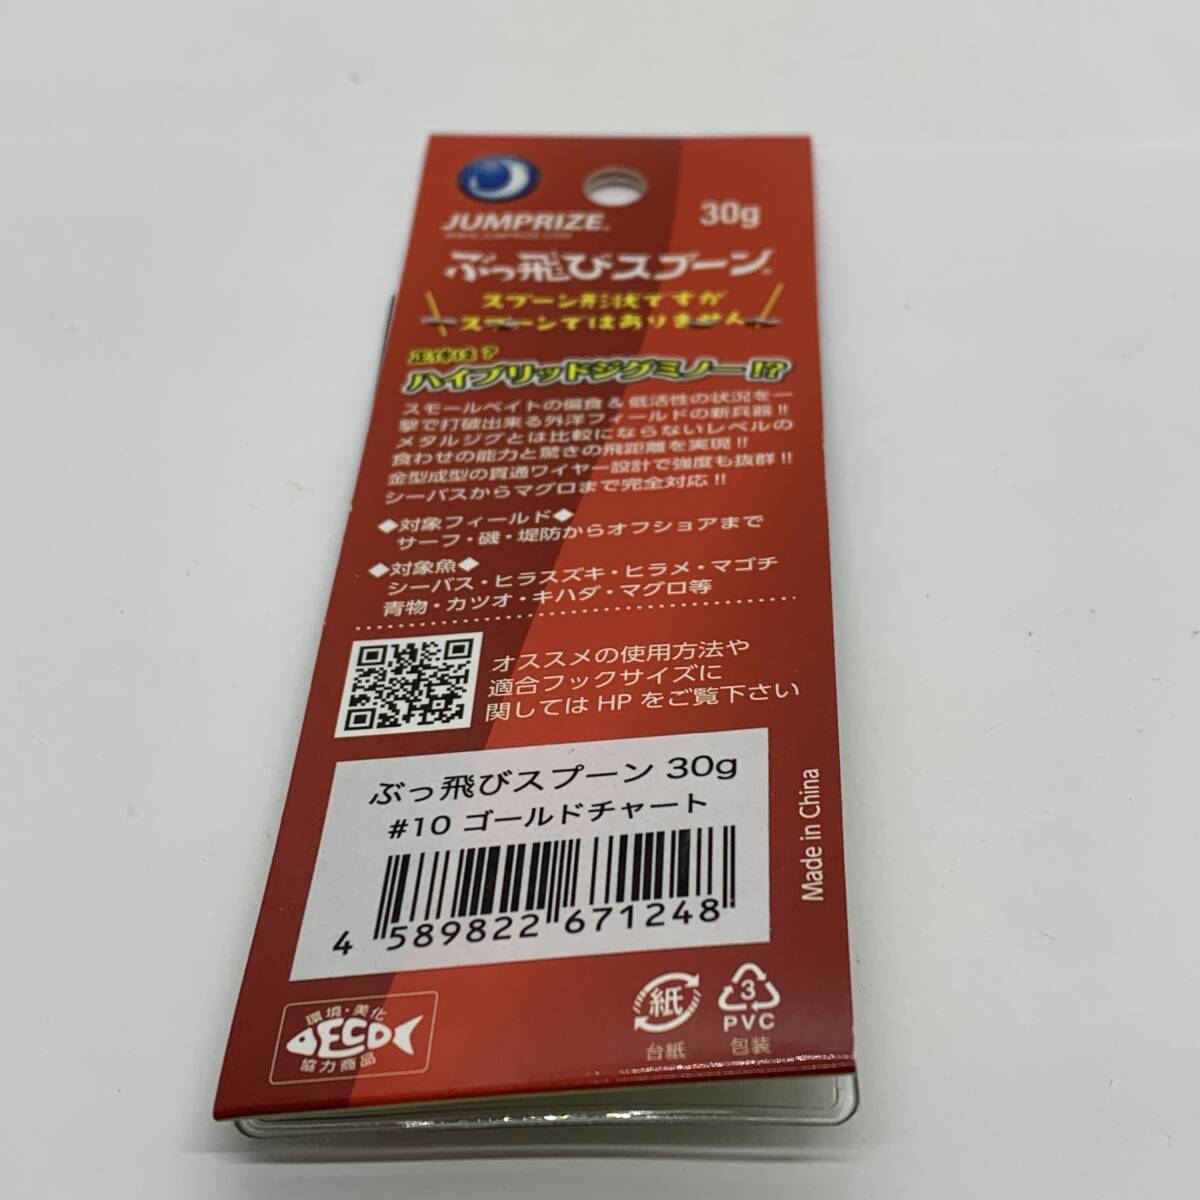 JUMPRIZE
30g
WWW.JUMPRIZE.COM
ぶっ飛びスプーン
スプーン形状ですが
スプーンではありません
正体は?
ハイブリッドジグミノー!?
スモールベイトの偏食&低活性の状況を一
撃で打破出来る外洋フィールドの新兵器!!
メタルジグとは比較にならないレベルの
食わせの能力と驚きの飛距離を実現!!
金型成型の貫通ワイヤー設計で強度も抜群!!
シーバスからマグロまで完全対応!!
◆対象フィールド◆
サーフ・磯・堤防からオフショアまで
◆対象魚◆
シーバス・ヒラスズキ・ヒラメ・マゴチ
青物・カツオ・キハダ・マグロ等
オススメの使用方法や
適合フックサイズに
関しては HP をご覧下さい
ぶっ飛びスプーン 30g
#10 ゴールドチャート
4 589822 671248
Made in China
環境・美化
ECO
協力商品
紙
台紙
3
PVC
包装